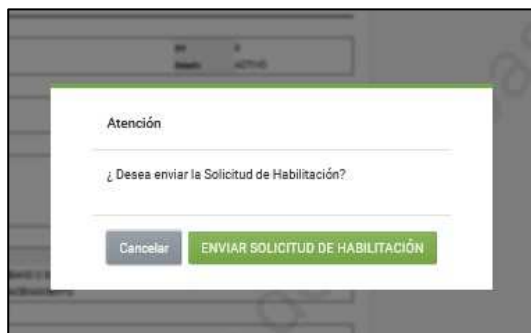 ACTIVO
Atención
¿ Desea enviar la Solicitud de Habilitación?
Cancelar
ENVIAR SOLICITUD DE HABILITACIÓN